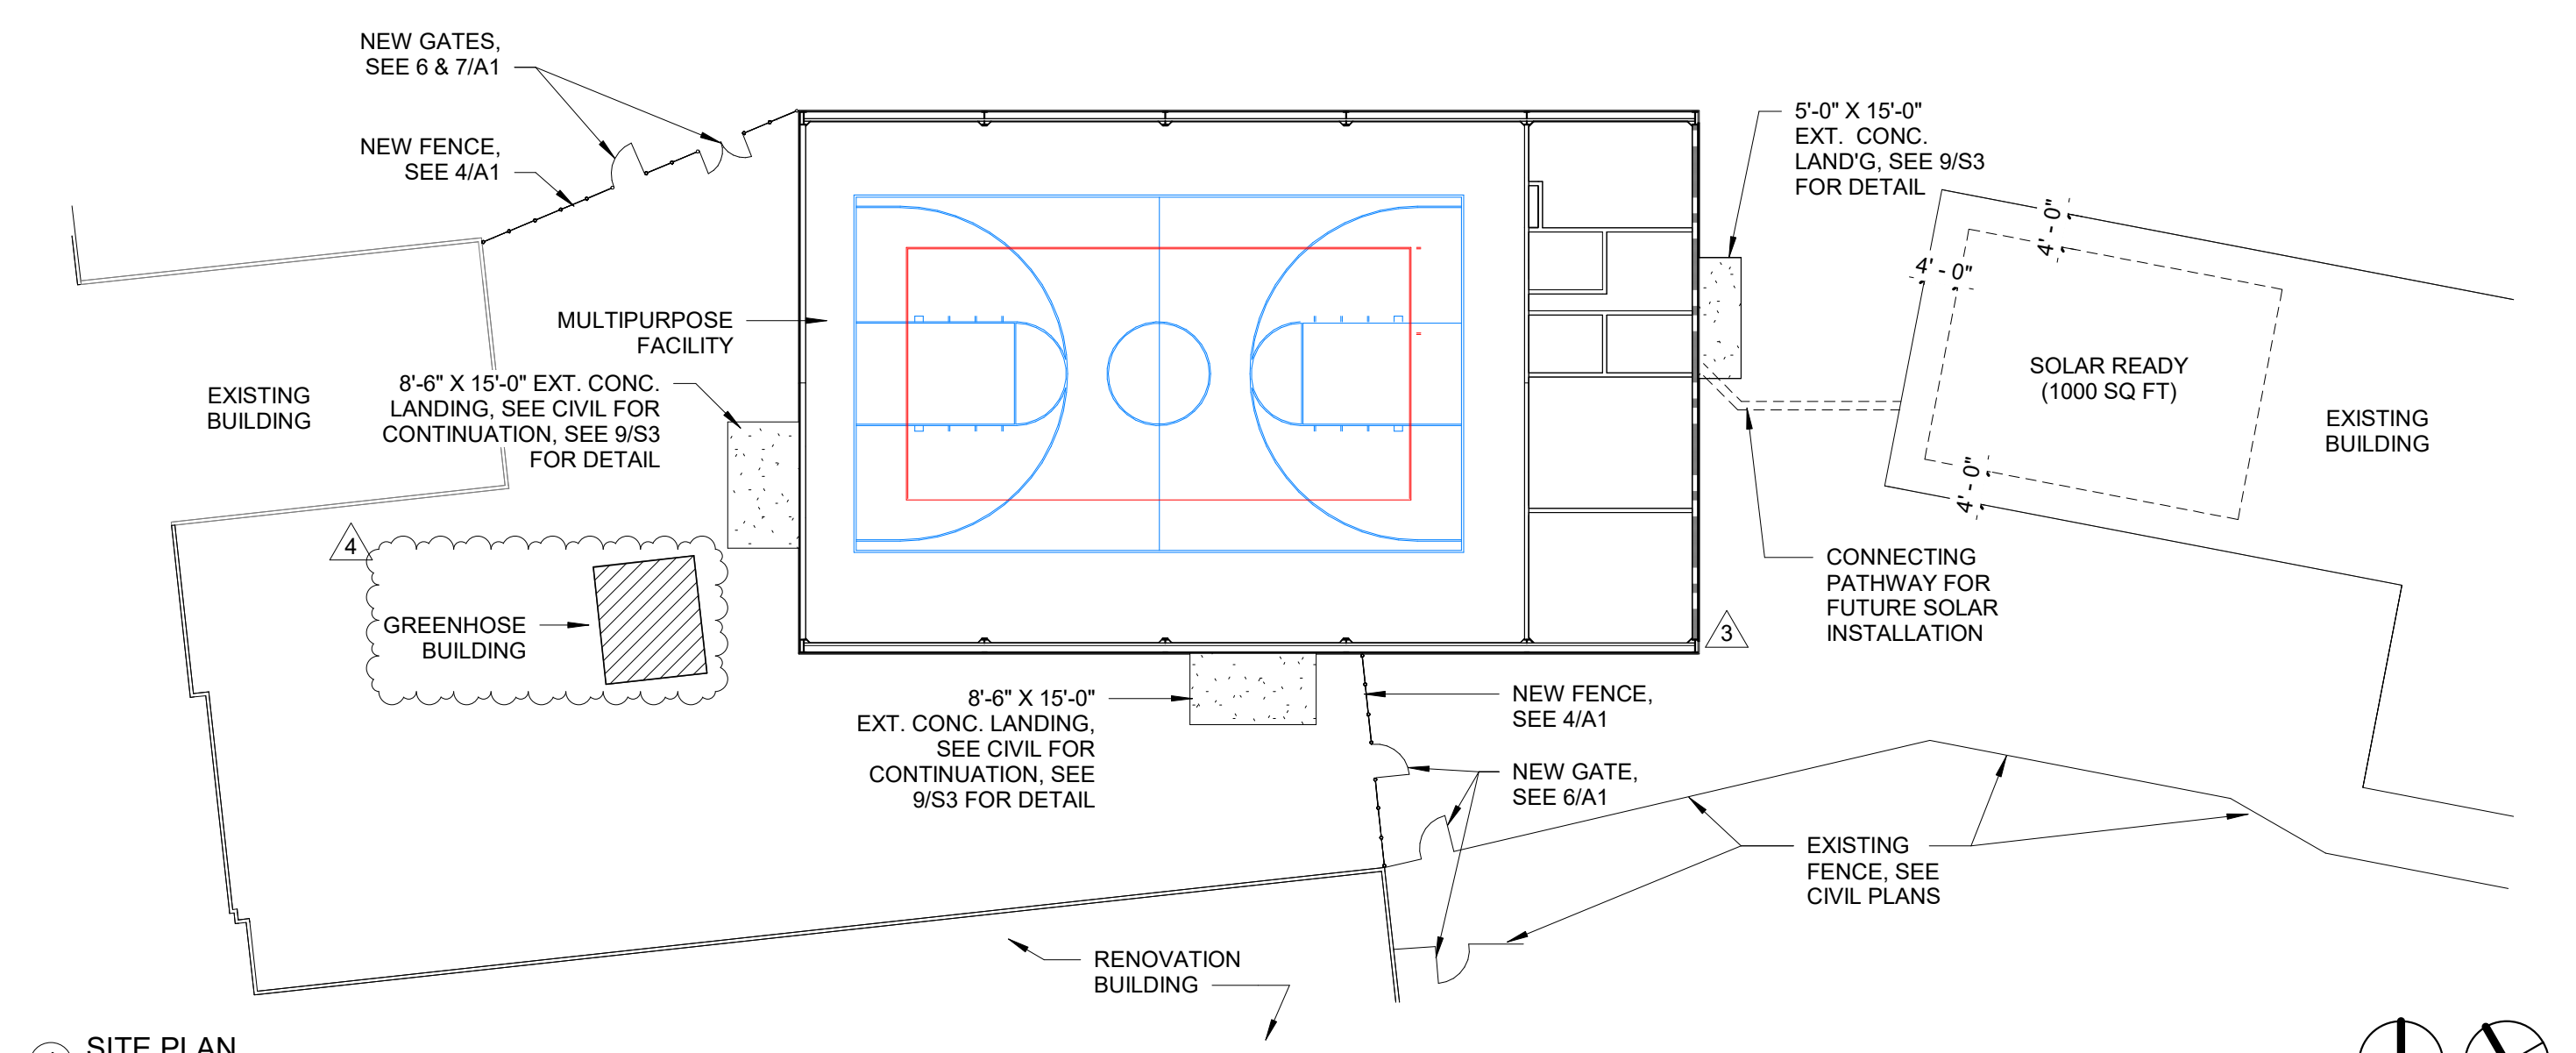 NEW GATES,
SEE 6 & 7/A1
NEW FENCE,
SEE 4/A1
MULTIPURPOSE
FACILITY
8'-6" X 15'-0" EXT. CONC.
LANDING, SEE CIVIL FOR
CONTINUATION, SEE 9/S3
FOR DETAIL
EXISTING
BUILDING
4
GREENHOSE
BUILDING
8'-6" X 15'-0"
EXT. CONC. LANDING,
SEE CIVIL FOR
CONTINUATION, SEE
9/S3 FOR DETAIL
5'-0" X 15'-0"
EXT. CONC.
LAND'G, SEE 9/S3
FOR DETAIL
4' - 0"
4' - 0"
SOLAR READY
(1000 SQ FT)
4' - 0"
EXISTING
BUILDING
CONNECTING
PATHWAY FOR
FUTURE SOLAR
INSTALLATION
3
NEW FENCE,
SEE 4/A1
NEW GATE,
SEE 6/A1
EXISTING
FENCE, SEE
CIVIL PLANS
RENOVATION
BUILDING
SITE PLAN